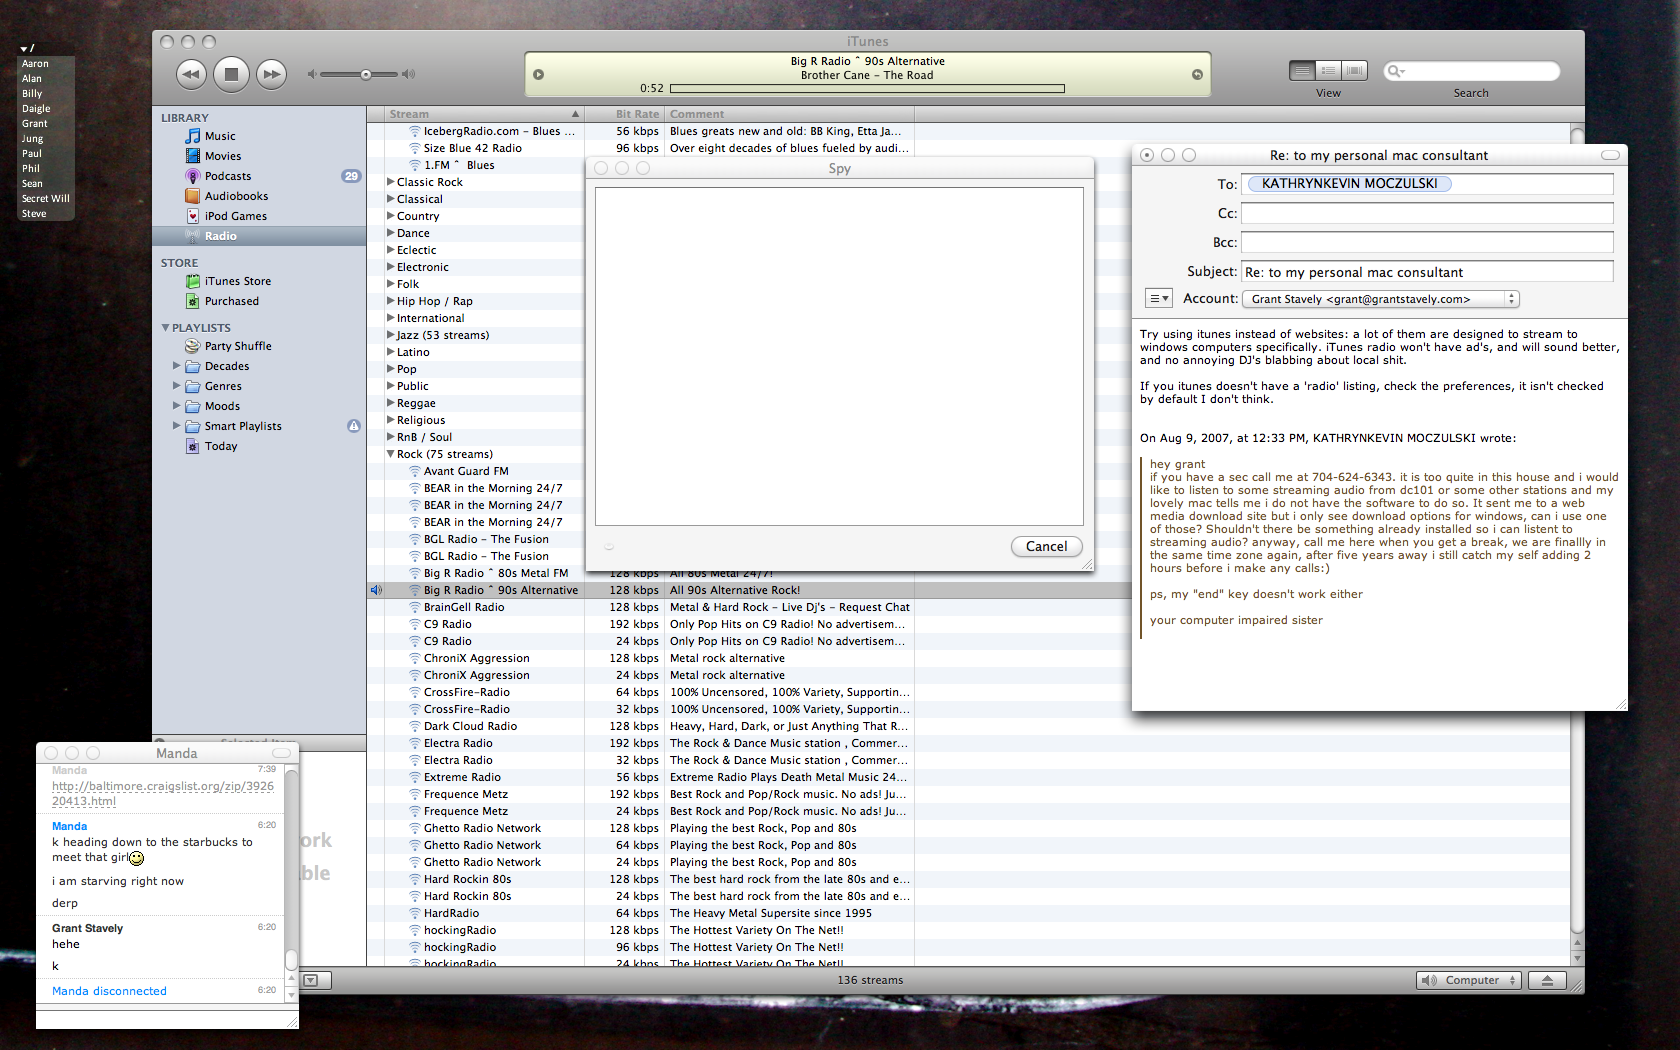 /
Aaron
Alan
Billy
Daigle
Grant
Jung
Paul
Phil
Sean
Secret Will
Steve
iTunes
Big R Radio ˆ 90s Alternative
Brother Cane – The Road
0:52
View
Search
LIBRARY
Music
Movies
Podcasts 29
Audiobooks
iPod Games
Radio
STORE
iTunes Store
Purchased
PLAYLISTS
Party Shuffle
Decades
Genres
Moods
Smart Playlists
Today
Stream Bit Rate Comment
IcebergRadio.com – Blues ... 56 kbps Blues greats new and old: BB King, Etta Ja...
Size Blue 42 Radio 96 kbps Over eight decades of blues fueled by audi...
1.FM ˆ Blues
Classic Rock
Classical
Country
Dance
Eclectic
Electronic
Folk
Hip Hop / Rap
International
Jazz (53 streams)
Latino
Pop
Public
Reggae
Religious
RnB / Soul
Rock (75 streams)
Avant Guard FM
BEAR in the Morning 24/7
BEAR in the Morning 24/7
BEAR in the Morning 24/7
BGL Radio – The Fusion
BGL Radio – The Fusion
Big R Radio ˆ 80s Metal FM 128 kbps All 80s Metal 24/7!
Big R Radio ˆ 90s Alternative 128 kbps All 90s Alternative Rock!
BrainGell Radio 128 kbps Metal & Hard Rock – Live Dj's – Request Chat
C9 Radio 192 kbps Only Pop Hits on C9 Radio! No advertisem...
C9 Radio 24 kbps Only Pop Hits on C9 Radio! No advertisem...
ChroniX Aggression 128 kbps Metal rock alternative
ChroniX Aggression 24 kbps Metal rock alternative
CrossFire-Radio 64 kbps 100% Uncensored, 100% Variety, Supportin...
CrossFire-Radio 32 kbps 100% Uncensored, 100% Variety, Supportin...
Dark Cloud Radio 128 kbps Heavy, Hard, Dark, or Just Anything That R...
Electra Radio 192 kbps The Rock & Dance Music station , Commer...
Electra Radio 32 kbps The Rock & Dance Music station , Commer...
Extreme Radio 56 kbps Extreme Radio Plays Death Metal Music 24...
Frequence Metz 192 kbps Best Rock and Pop/Rock music. No ads! Ju...
Frequence Metz 24 kbps Best Rock and Pop/Rock music. No ads! Ju...
Ghetto Radio Network 128 kbps Playing the best Rock, Pop and 80s
Ghetto Radio Network 64 kbps Playing the best Rock, Pop and 80s
Ghetto Radio Network 24 kbps Playing the best Rock, Pop and 80s
Hard Rockin 80s 128 kbps The best hard rock from the late 80s and e...
Hard Rockin 80s 24 kbps The best hard rock from the late 80s and e...
HardRadio 64 kbps The Heavy Metal Supersite since 1995
hockingRadio 128 kbps The Hottest Variety On The Net!!
hockingRadio 96 kbps The Hottest Variety On The Net!!
hockingRadio 24 kbps The Hottest Variety On The Net!!
136 streams
Computer
Spy
Cancel
Re: to my personal mac consultant
To: KATHRYNKEVIN MOCZULSKI
Cc:
Bcc:
Subject: Re: to my personal mac consultant
Account: Grant Stavely <grant@grantstavely.com>
Try using itunes instead of websites: a lot of them are designed to stream to
windows computers specifically. iTunes radio won't have ad's, and will sound better,
and no annoying DJ's blabbing about local shit.
If you itunes doesn't have a 'radio' listing, check the preferences, it isn't checked
by default I don't think.
On Aug 9, 2007, at 12:33 PM, KATHRYNKEVIN MOCZULSKI wrote:
hey grant
if you have a sec call me at 704-624-6343. it is too quite in this house and i would
like to listen to some streaming audio from dc101 or some other stations and my
lovely mac tells me i do not have the software to do so. It sent me to a web
media download site but i only see download options for windows, can i use one
of those? Shouldn't there be something already installed so i can listent to
streaming audio? anyway, call me here when you get a break, we are finallly in
the same time zone again, after five years away i still catch my self adding 2
hours before i make any calls:)
ps, my "end" key doesn't work either
your computer impaired sister
Selected Item
ork
ble
Manda
Manda 7:39
http://baltimore.craigslist.org/zip/3926
20413.html
Manda 6:20
k heading down to the starbucks to
meet that girl
i am starving right now
derp
Grant Stavely 6:20
hehe
k
Manda disconnected 6:20